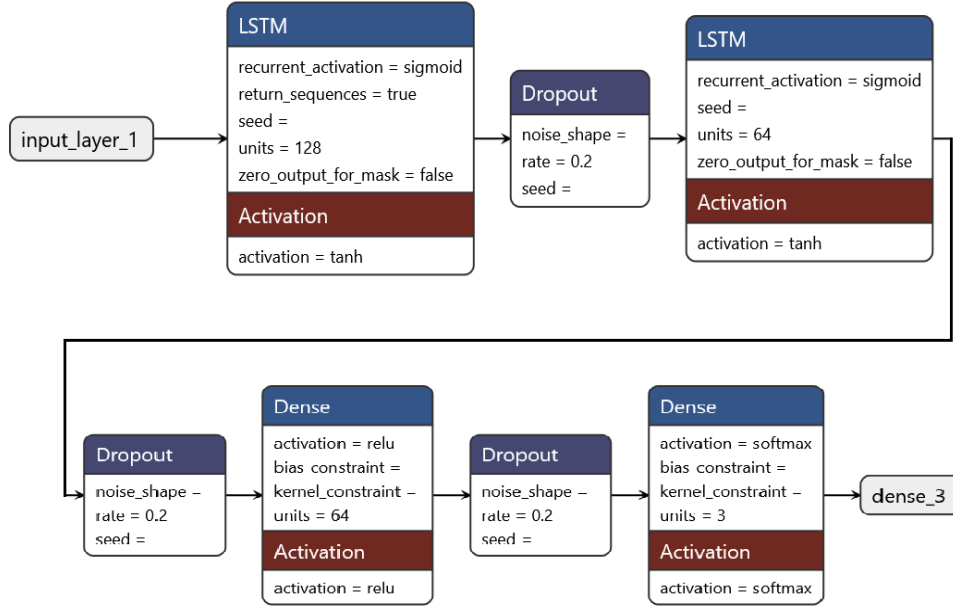 input_layer_1
LSTM
recurrent_activation = sigmoid
return_sequences = true
seed =
units = 128
zero_output_for_mask = false
Activation
activation = tanh
Dropout
noise_shape =
rate = 0.2
seed =
LSTM
recurrent_activation = sigmoid
seed =
units = 64
zero_output_for_mask = false
Activation
activation = tanh
Dropout
noise_shape =
rate = 0.2
seed =
Dense
activation = relu
bias_constraint =
kernel_constraint =
units = 64
Activation
activation = relu
Dropout
noise_shape =
rate = 0.2
seed =
Dense
activation = softmax
bias_constraint =
kernel_constraint =
units = 3
Activation
activation = softmax
dense_3